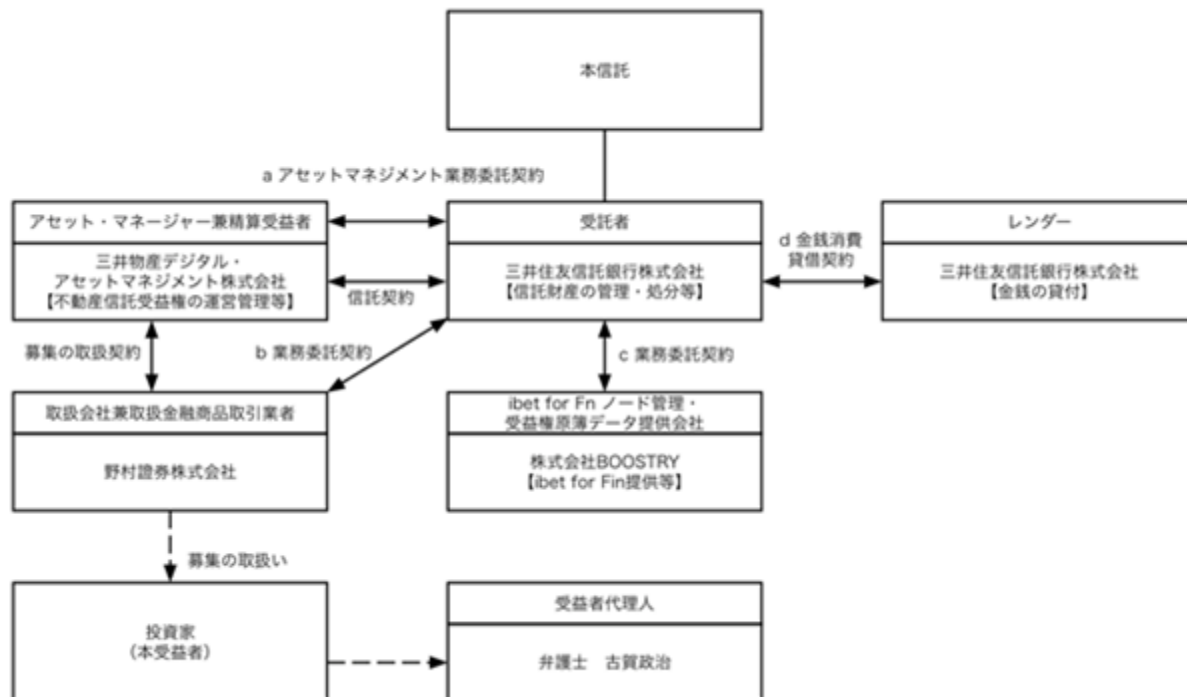 本信託
a アセットマネジメント業務委託契約
アセット・マネージャー兼精算受益者
三井物産デジタル・
アセットマネジメント株式会社
【不動産信託受益権の運営管理等】
信託契約
受託者
三井住友信託銀行株式会社
【信託財産の管理・処分等】
d 金銭消費
貸借契約
レンダー
三井住友信託銀行株式会社
【金銭の貸付】
募集の取扱契約
b 業務委託契約
c 業務委託契約
取扱会社兼取扱金融商品取引業者
野村證券株式会社
ibet for Fn ノード管理・
受益権原簿データ提供会社
株式会社BOOSTRY
【ibet for Fin提供等】
募集の取扱い
投資家
（本受益者）
受益者代理人
弁護士　古賀政治